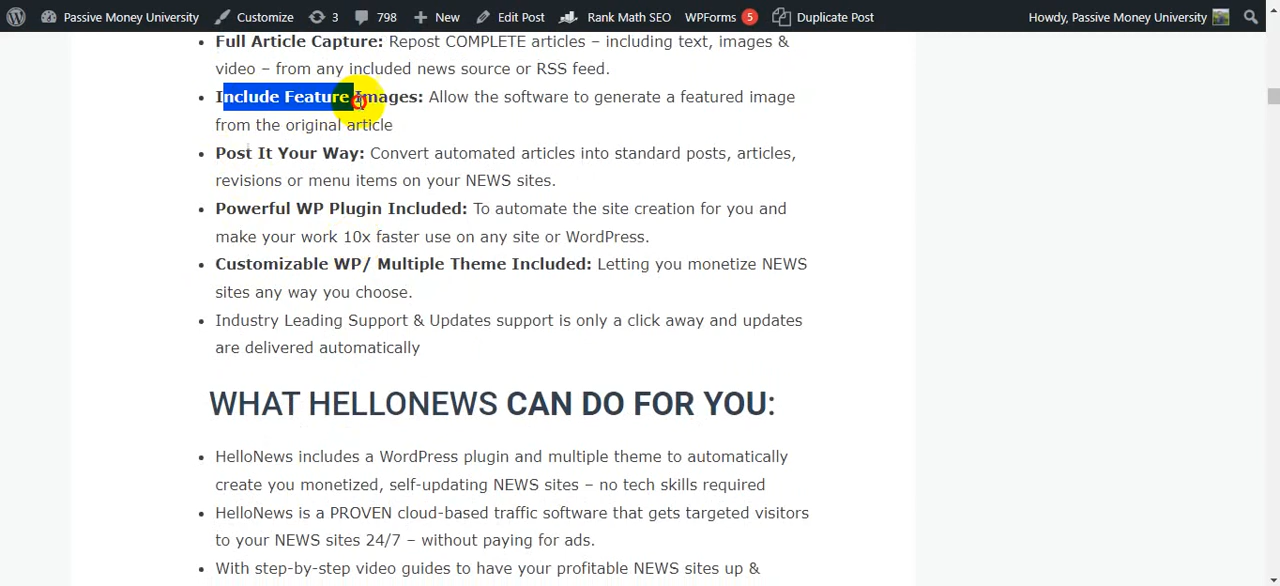 Passive Money University Customize 3 798 New Edit Post Rank Math SEO WPForms 5 Duplicate Post Howdy, Passive Money University
Full Article Capture: Repost COMPLETE articles – including text, images &
video – from any included news source or RSS feed.
Include Feature Images: Allow the software to generate a featured image
from the original article
Post It Your Way: Convert automated articles into standard posts, articles,
revisions or menu items on your NEWS sites.
Powerful WP Plugin Included: To automate the site creation for you and
make your work 10x faster use on any site or WordPress.
Customizable WP/ Multiple Theme Included: Letting you monetize NEWS
sites any way you choose.
Industry Leading Support & Updates support is only a click away and updates
are delivered automatically
WHAT HELLONEWS CAN DO FOR YOU:
HelloNews includes a WordPress plugin and multiple theme to automatically
create you monetized, self-updating NEWS sites – no tech skills required
HelloNews is a PROVEN cloud-based traffic software that gets targeted visitors
to your NEWS sites 24/7 – without paying for ads.
With step-by-step video guides to have your profitable NEWS sites up &